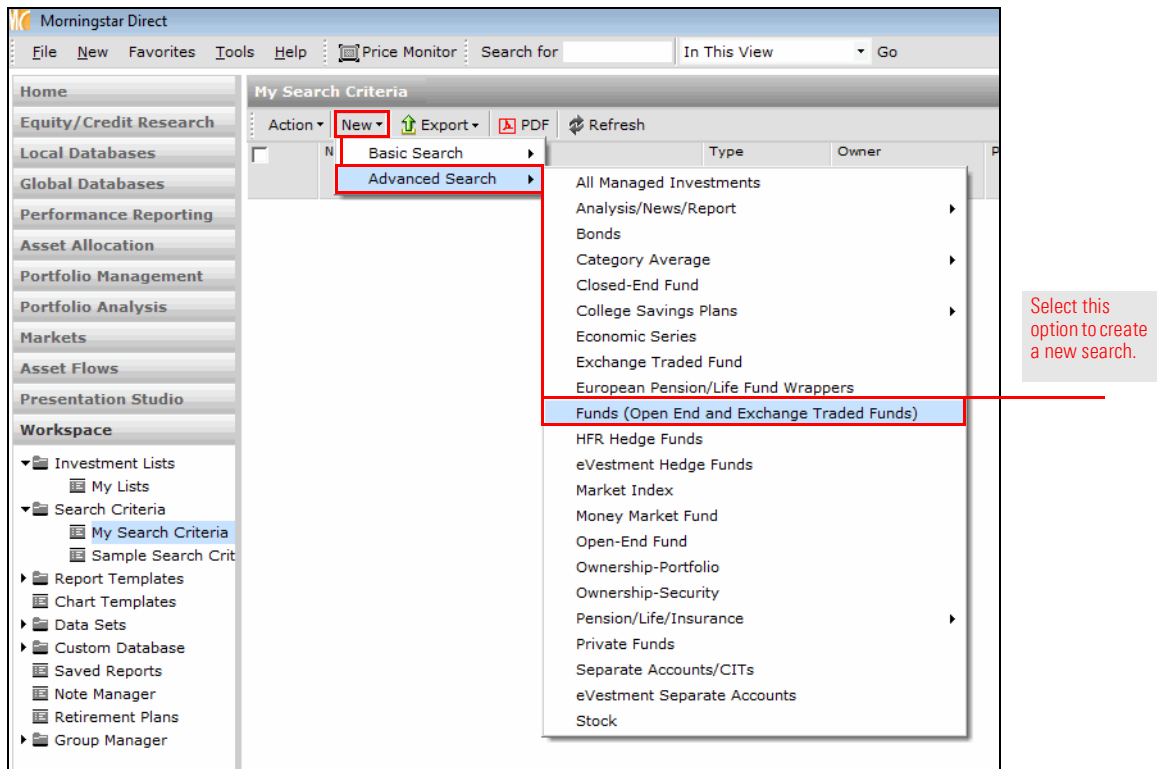 Morningstar Direct
File New Favorites Tools Help Price Monitor Search for In This View Go
Home
Equity/Credit Research
Local Databases
Global Databases
Performance Reporting
Asset Allocation
Portfolio Management
Portfolio Analysis
Markets
Asset Flows
Presentation Studio
Workspace
Investment Lists
My Lists
Search Criteria
My Search Criteria
Sample Search Crit
Report Templates
Chart Templates
Data Sets
Custom Database
Saved Reports
Note Manager
Retirement Plans
Group Manager
My Search Criteria
Action New Export PDF Refresh
N Type Owner P
Basic Search
Advanced Search
All Managed Investments
Analysis/News/Report
Bonds
Category Average
Closed-End Fund
College Savings Plans
Economic Series
Exchange Traded Fund
European Pension/Life Fund Wrappers
Funds (Open End and Exchange Traded Funds)
HFR Hedge Funds
eVestment Hedge Funds
Market Index
Money Market Fund
Open-End Fund
Ownership-Portfolio
Ownership-Security
Pension/Life/Insurance
Private Funds
Separate Accounts/CITs
eVestment Separate Accounts
Stock
Select this
option to create
a new search.